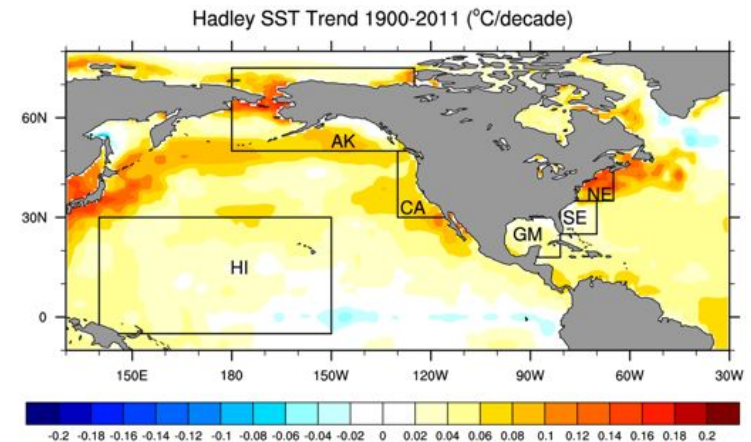 Hadley SST Trend 1900-2011 (°C/decade)
60N
AK
NE
CA
30N
SE
GM
HI
0
150E 180 150W 120W 90W 60W 30W
-0.2 -0.18 -0.16 -0.14 -0.12 -0.1 -0.08 -0.06 -0.04 -0.02 0 0.02 0.04 0.06 0.08 0.1 0.12 0.14 0.16 0.18 0.2